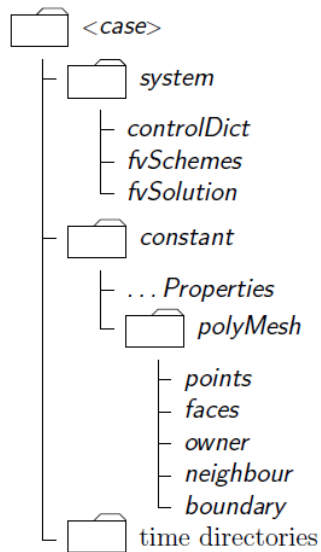 <case>
system
controlDict
fvSchemes
fvSolution
constant
...Properties
polyMesh
points
faces
owner
neighbour
boundary
time directories